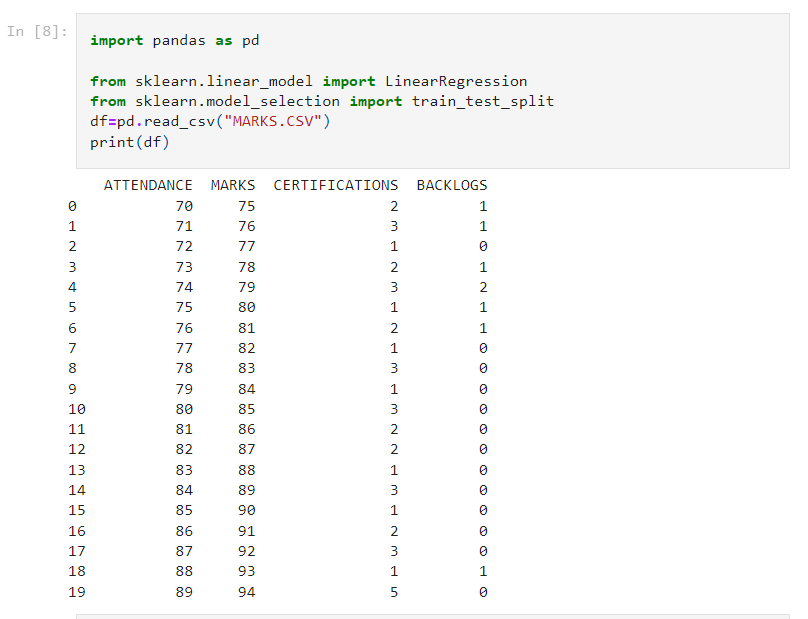 In [8]:
import pandas as pd
from sklearn.linear_model import LinearRegression
from sklearn.model_selection import train_test_split
df=pd.read_csv("MARKS.CSV")
print(df)
ATTENDANCE MARKS CERTIFICATIONS BACKLOGS
0 70 75 2 1
1 71 76 3 1
2 72 77 1 0
3 73 78 2 1
4 74 79 3 2
5 75 80 1 1
6 76 81 2 1
7 77 82 1 0
8 78 83 3 0
9 79 84 1 0
10 80 85 3 0
11 81 86 2 0
12 82 87 2 0
13 83 88 1 0
14 84 89 3 0
15 85 90 1 0
16 86 91 2 0
17 87 92 3 0
18 88 93 1 1
19 89 94 5 0